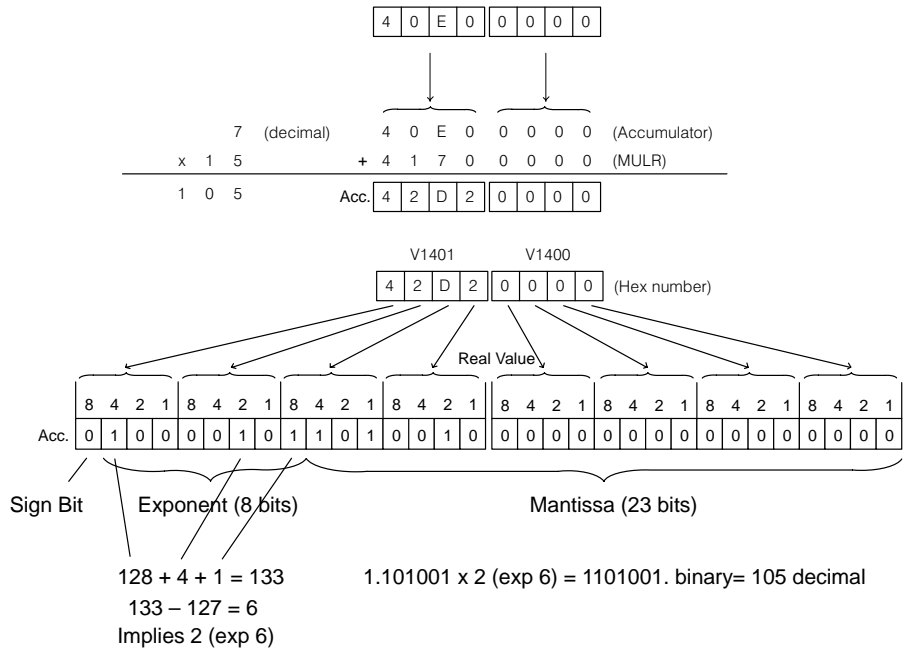 4 0 E 0 0 0 0 0
7 (decimal) 4 0 E 0 0 0 0 0 (Accumulator)
x 1 5 + 4 1 7 0 0 0 0 0 (MULR)
1 0 5 Acc. 4 2 D 2 0 0 0 0
V1401 V1400
4 2 D 2 0 0 0 0 (Hex number)
Real Value
8 4 2 1 8 4 2 1 8 4 2 1 8 4 2 1 8 4 2 1 8 4 2 1 8 4 2 1 8 4 2 1
Acc. 0 1 0 0 0 0 1 0 1 1 0 1 0 0 1 0 0 0 0 0 0 0 0 0 0 0 0 0 0 0 0 0
Sign Bit Exponent (8 bits) Mantissa (23 bits)
128 + 4 + 1 = 133 1.101001 x 2 (exp 6) = 1101001. binary= 105 decimal
133 – 127 = 6
Implies 2 (exp 6)